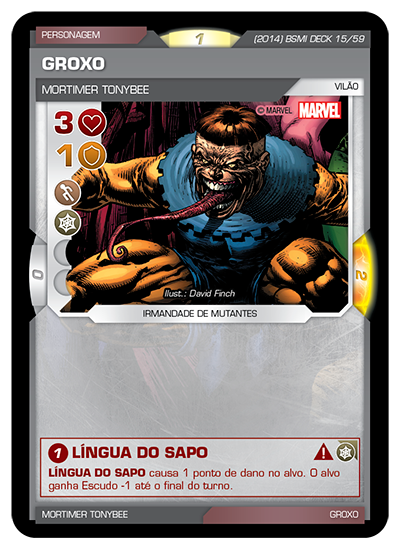 PERSONAGEM
1
(2014) BSMI DECK 15/59
GROXO
MORTIMER TONYBEE
VILÃO
3
© MARVEL MARVEL
1
0
2
Illust.: David Finch
IRMANDADE DE MUTANTES
1 LÍNGUA DO SAPO
LÍNGUA DO SAPO causa 1 ponto de dano no alvo. O alvo
ganha Escudo -1 até o final do turno.
MORTIMER TONYBEE
GROXO